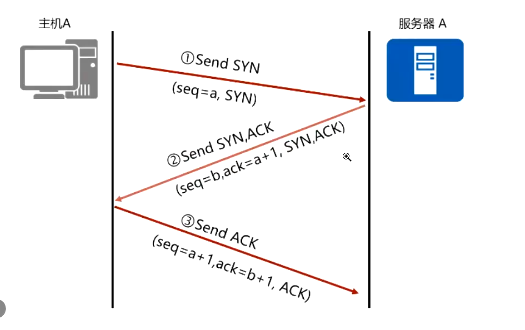 主机A
服务器 A
①Send SYN
(seq=a, SYN)
②Send SYN,ACK
(seq=b,ack=a+1, SYN,ACK)
③Send ACK
(seq=a+1,ack=b+1, ACK)